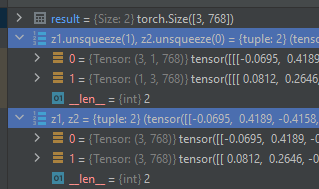 result = {Size: 2} torch.Size([3, 768])
z1.unsqueeze(1), z2.unsqueeze(0) = {tuple: 2} (tensor
0 = {Tensor: (3, 1, 768)} tensor([[[-0.0695, 0.4189,
1 = {Tensor: (1, 3, 768)} tensor([[[ 0.0812, 0.2646,
01 __len__ = {int} 2
z1, z2 = {tuple: 2} (tensor([[-0.0695, 0.4189, -0.4158,
0 = {Tensor: (3, 768)} tensor([[-0.0695, 0.4189, -0
1 = {Tensor: (3, 768)} tensor([[ 0.0812, 0.2646, -0
01 __len__ = {int} 2